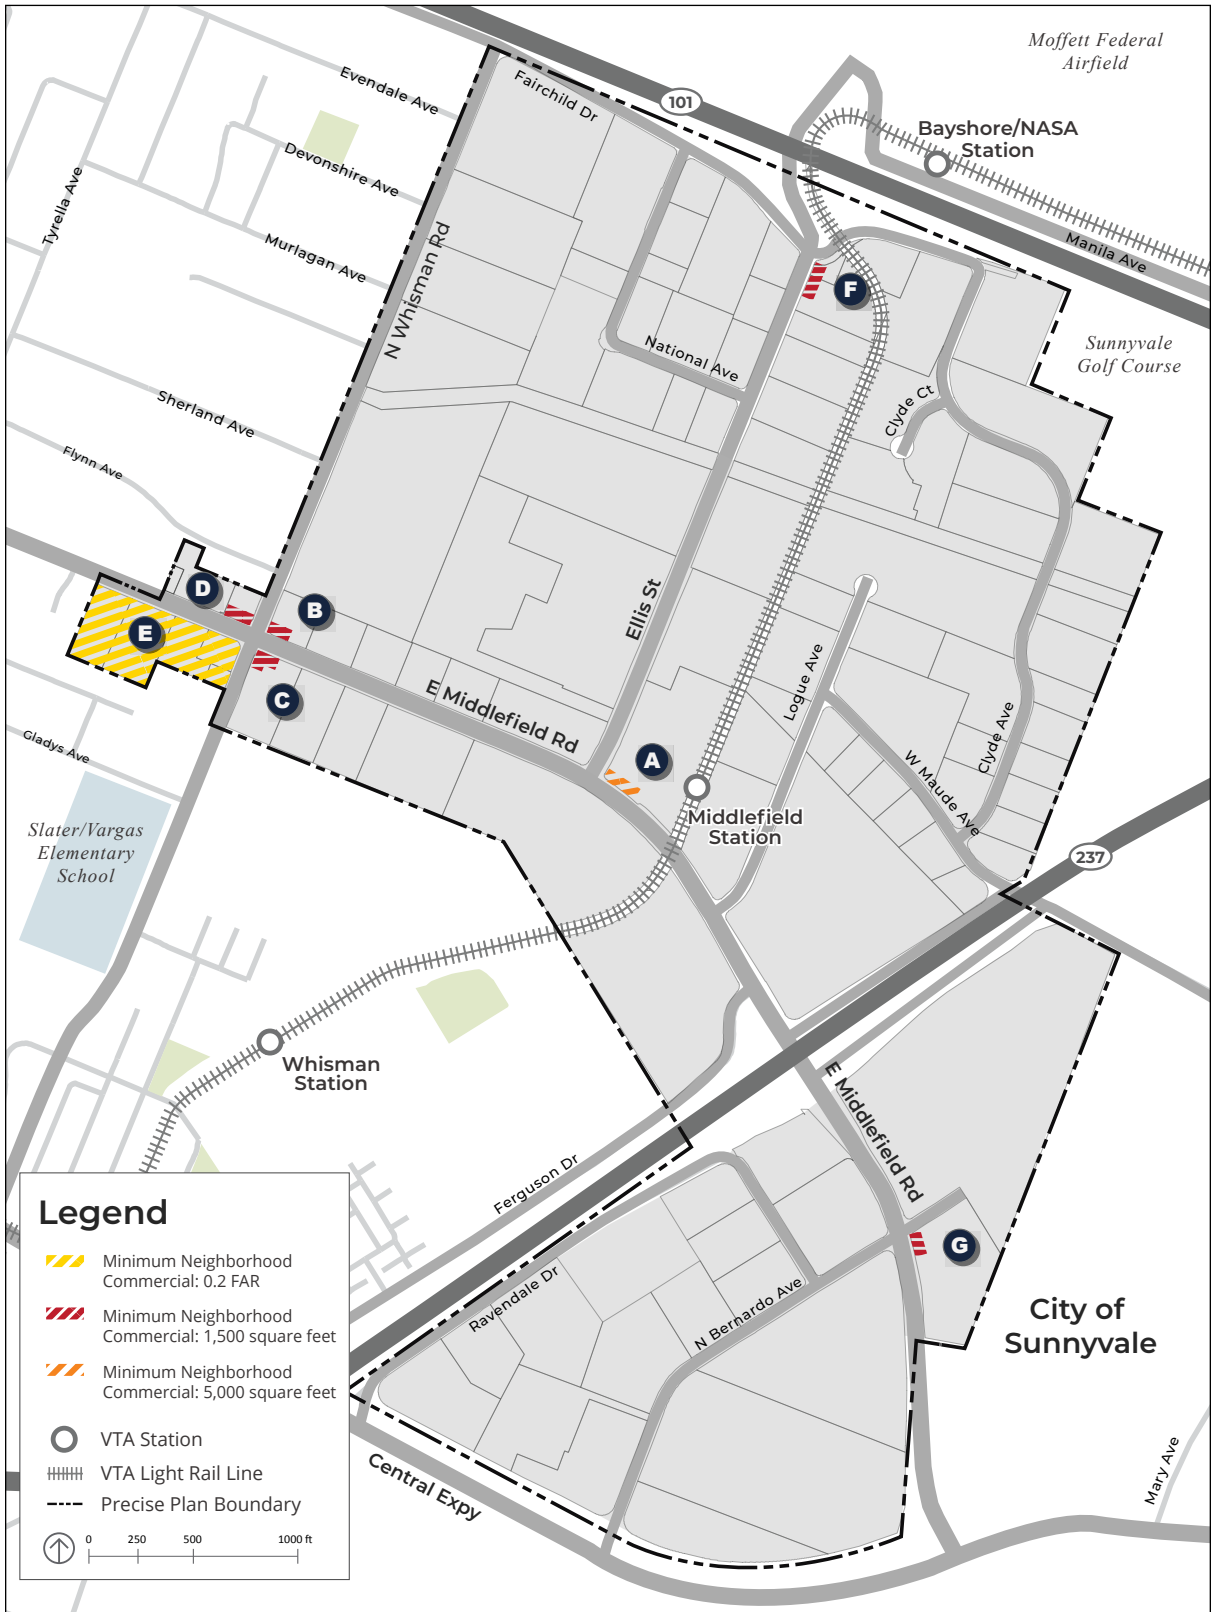 Moffett Federal
Airfield
Evendale Ave
Fairchild Dr
101
Bayshore/NASA
Station
Devonshire Ave
Tyrella Ave
Murlagan Ave
N Whisman Rd
Manila Ave
F
National Ave
Sunnyvale
Golf Course
Sherland Ave
Clyde Ct
Flynn Ave
D
B
E
Ellis St
C
E Middlefield Rd
Logue Ave
Gladys Ave
A
Clyde Ave
W Maude Ave
Middlefield
Station
Slater/Vargas
Elementary
School
237
Whisman
Station
E Middlefield Rd
Ferguson Dr
G
Ravendale Dr
N Bernardo Ave
City of
Sunnyvale
Central Expy
Mary Ave
Legend
Minimum Neighborhood
Commercial: 0.2 FAR
Minimum Neighborhood
Commercial: 1,500 square feet
Minimum Neighborhood
Commercial: 5,000 square feet
VTA Station
VTA Light Rail Line
Precise Plan Boundary
0 250 500 1000 ft